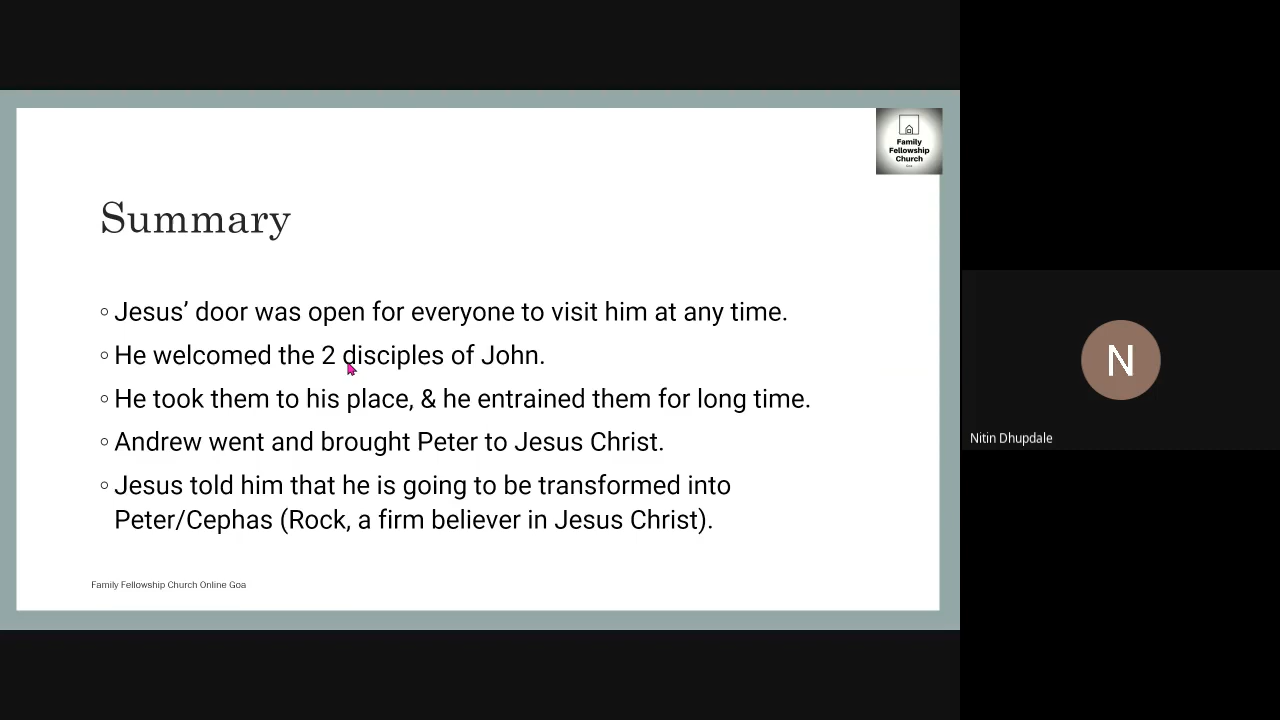 Family
Fellowship
Church
Summary
◦ Jesus’ door was open for everyone to visit him at any time.
◦ He welcomed the 2 disciples of John.
◦ He took them to his place, & he entrained them for long time.
◦ Andrew went and brought Peter to Jesus Christ.
◦ Jesus told him that he is going to be transformed into
Peter/Cephas (Rock, a firm believer in Jesus Christ).
Family Fellowship Church Online Goa
N
Nitin Dhupdale